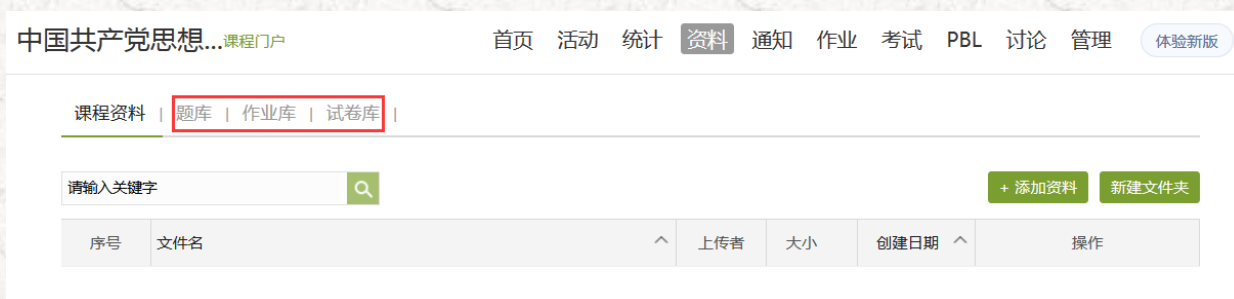 中国共产党思想...课程门户 首页 活动 统计 资料 通知 作业 考试 PBL 讨论 管理 体验新版
课程资料 | 题库 | 作业库 | 试卷库 |
请输入关键字 + 添加资料 新建文件夹
序号 文件名 上传者 大小 创建日期 操作